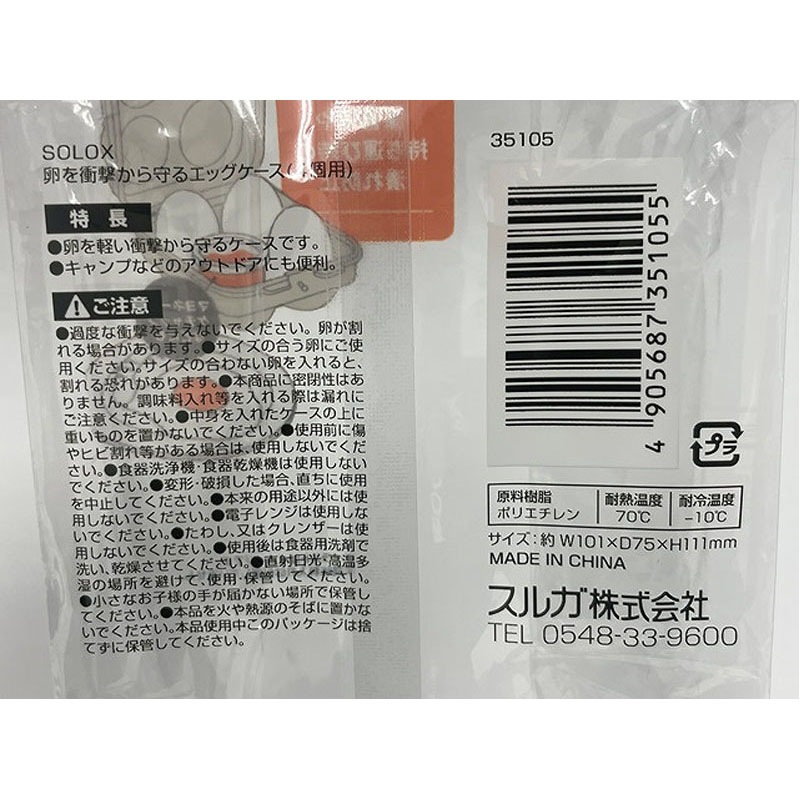 SOLOX
卵を衝撃から守るエッグケース(4個用)
特長
●卵を軽い衝撃から守るケースです。
●キャンプなどのアウトドアにも便利。
ご注意
●過度な衝撃を与えないでください。卵が割
れる場合があります。●サイズの合う卵にご使
用ください。サイズの合わない卵を入れると、
割れる恐れがあります。●本商品に密閉性はあ
りません。調味料入れ等を入れる際は漏れに
ご注意ください。●中身を入れたケースの上に
重いものを置かないでください。●使用前に傷
やヒビ割れ等がある場合は、使用しないでくだ
さい。●食器洗浄機・食器乾燥機は使用しない
でください。●変形・破損した場合、直ちに使用
を中止してください。●本来の用途以外には使
用しないでください。●電子レンジは使用しな
いでください。●たわし、又はクレンザーは使
用しないでください。●使用後は食器用洗剤で
洗い、乾燥させてください。●直射日光・高温多
湿の場所を避けて、使用・保管してください。
●小さなお子様の手が届かない場所で保管し
てください。●本品を火や熱源のそばに置かな
いでください。本品使用中このパッケージは捨
てずに保管してください。
35105
4 905687 351055
プラ
原料樹脂 耐熱温度 耐冷温度
ポリエチレン 70℃ -10℃
サイズ:約 W101×D75×H111mm
MADE IN CHINA
スルガ株式会社
TEL 0548-33-9600